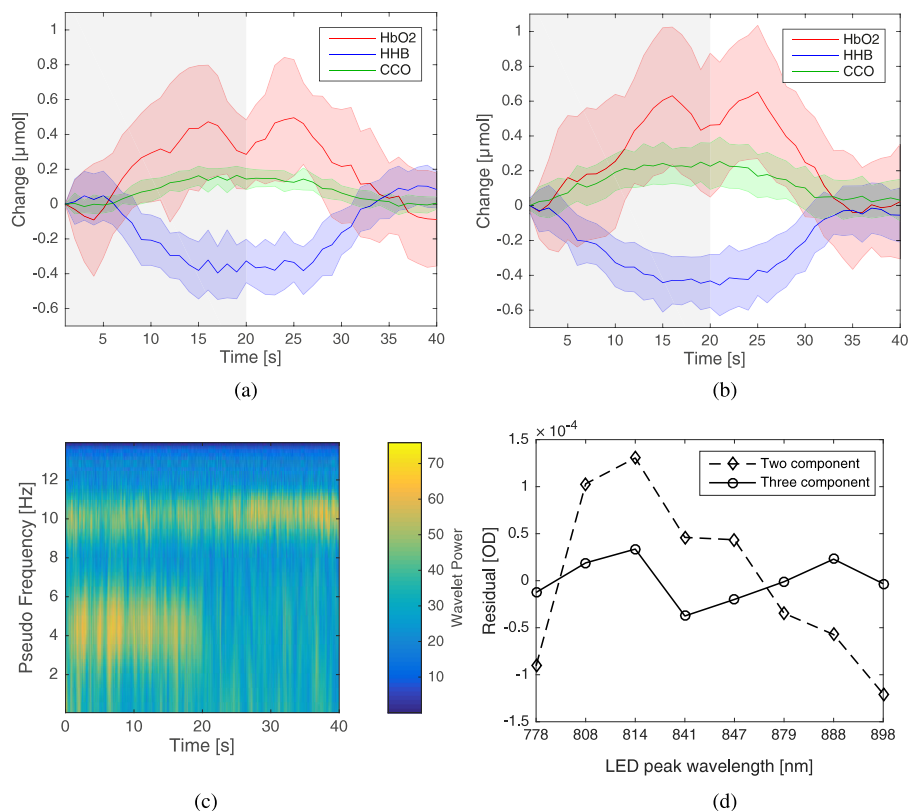 1
0.8
0.6
0.4
0.2
0
-0.2
-0.4
-0.6
Change [μmol]
5 10 15 20 25 30 35 40
Time [s]
HbO2
HHB
CCO
(a)
1
0.8
0.6
0.4
0.2
0
-0.2
-0.4
-0.6
Change [μmol]
5 10 15 20 25 30 35 40
Time [s]
HbO2
HHB
CCO
(b)
12
10
8
6
4
2
Pseudo Frequency [Hz]
0 10 20 30 40
Time [s]
70
60
50
40
30
20
10
Wavelet Power
(c)
× 10⁻⁴
1.5
1
0.5
0
-0.5
-1
-1.5
Residual [OD]
Two component
Three component
778 808 814 841 847 879 888 898
LED peak wavelength [nm]
(d)